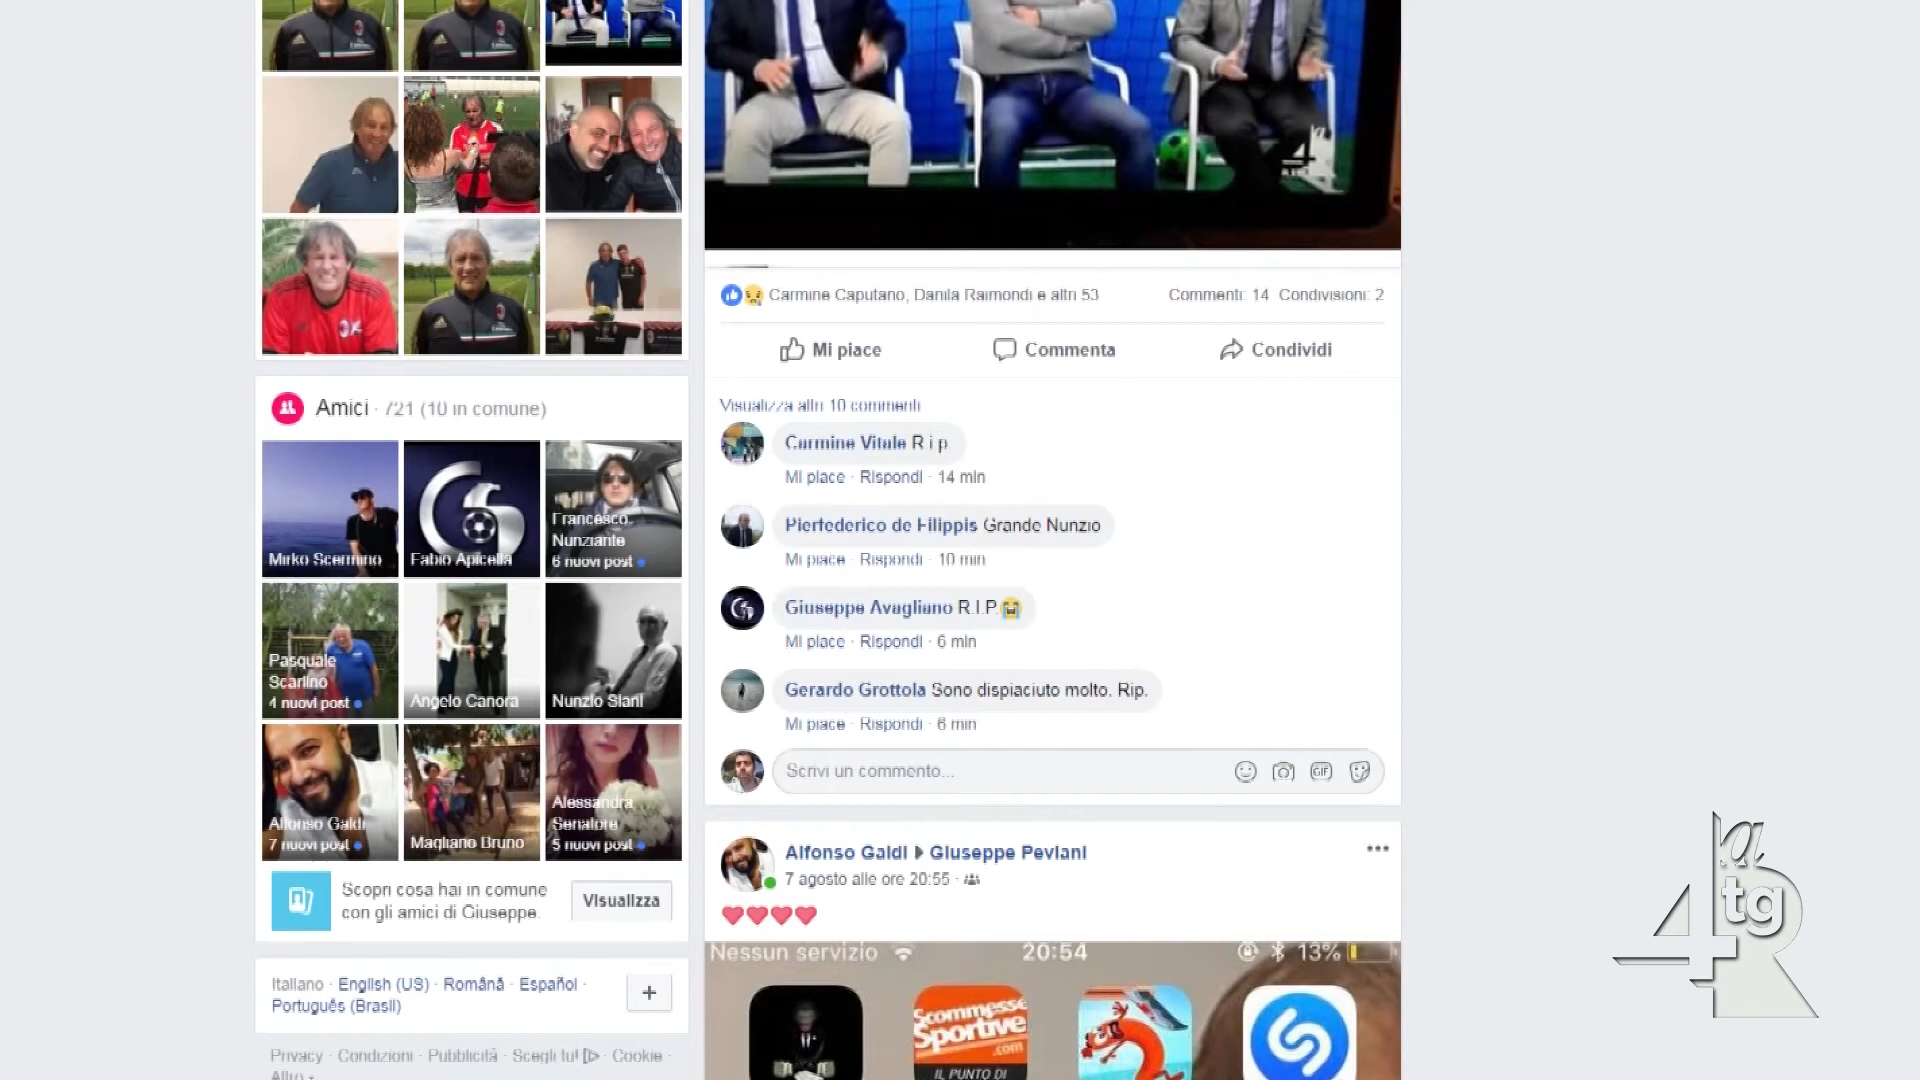 Carmine Caputano, Danila Raimondi e altri 53
Commenti: 14 Condivisioni: 2
Mi piace
Commenta
Condividi
Visualizza altri 10 commenti
Carmine Vitale R i p
Mi piace · Rispondi · 14 min
Pierfederico de Filippis Grande Nunzio
Mi piace · Rispondi · 10 min
Giuseppe Avagliano R.I.P.😭
Mi piace · Rispondi · 6 min
Gerardo Grottola Sono dispiaciuto molto. Rip.
Mi piace · Rispondi · 6 min
Scrivi un commento...
GIF
Amici · 721 (10 in comune)
Mirko Scermino
Fabio Apicella
Francesco
Nunziante
6 nuovi post
Pasquale
Scarlino
4 nuovi post
Angelo Canora
Nunzio Siani
Alfonso Galdi
7 nuovi post
Magliano Bruno
Alessandra
Senatore
5 nuovi post
Scopri cosa hai in comune
con gli amici di Giuseppe.
Visualizza
Italiano · English (US) · Română · Español ·
Português (Brasil)
+
Privacy · Condizioni · Pubblicità · Scegli tu! · Cookie ·
Altro
Alfonso Galdi ▸ Giuseppe Peviani
7 agosto alle ore 20:55 ·
❤❤❤❤
Nessun servizio
20:54
13%
Scommesse
Sportive
.com
IL PUNTO DI
la
4R
tg